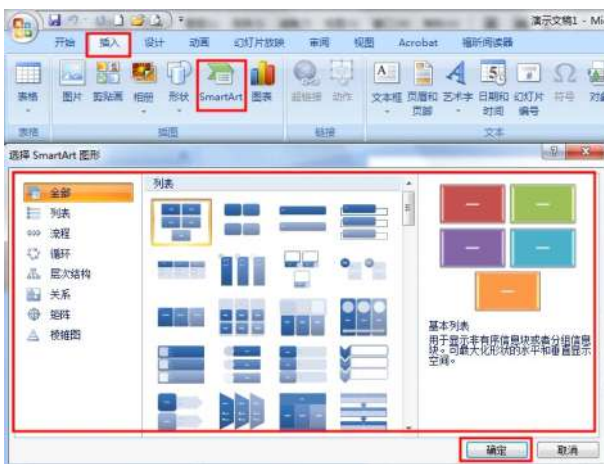 演示文稿1 - Mi
开始 插入 设计 动画 幻灯片放映 审阅 视图 Acrobat 福昕阅读器
表格 图片 剪贴画 相册 形状 SmartArt 图表 超链接 动作 文本框 页眉和页脚 艺术字 日期和时间 幻灯片编号 符号 对象
表格 插图 链接 文本
选择 SmartArt 图形
全部
列表
流程
循环
层次结构
关系
矩阵
棱锥图
列表
基本列表
用于显示非有序信息块或者分组信息
块。可最大化形状的水平和垂直显示
空间。
确定 取消